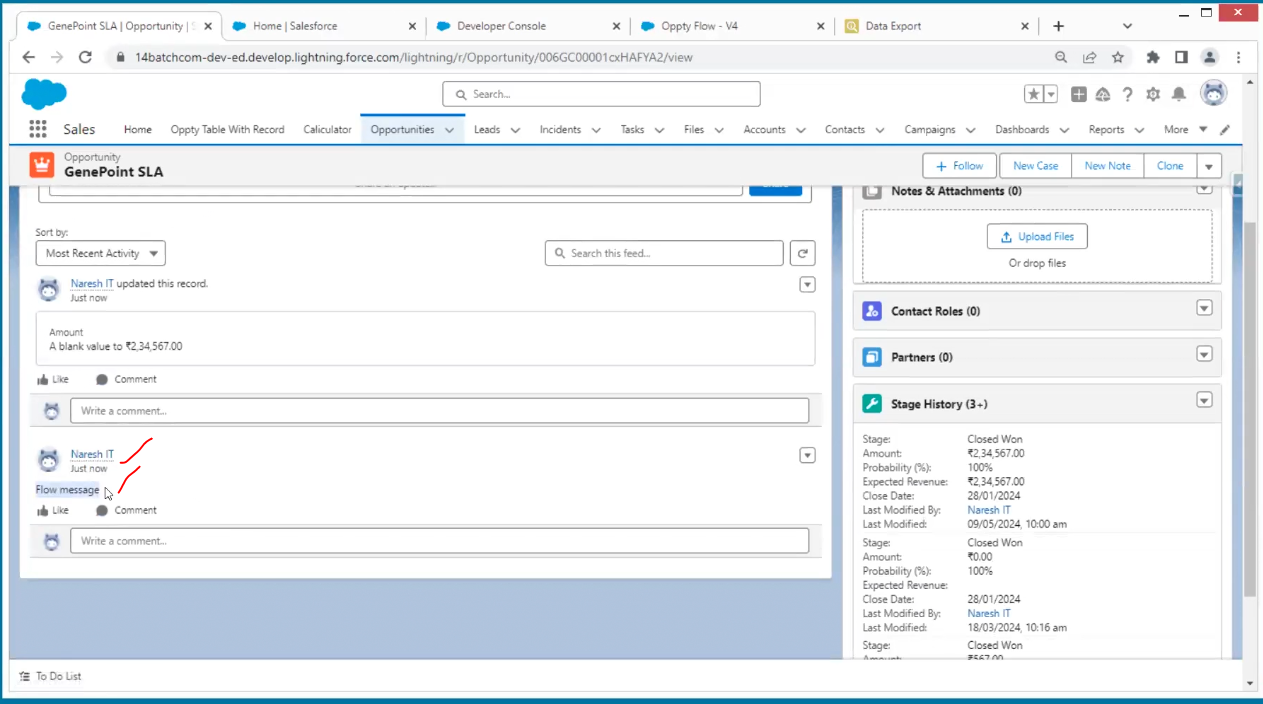 GenePoint SLA | Opportunity | S
Home | Salesforce
Developer Console
Oppty Flow - V4
Data Export
14batchcom-dev-ed.develop.lightning.force.com/lightning/r/Opportunity/006GC00001cxHAFYA2/view
Search...
Sales
Home
Oppty Table With Record
Calculator
Opportunities
Leads
Incidents
Tasks
Files
Accounts
Contacts
Campaigns
Dashboards
Reports
More
Opportunity
GenePoint SLA
Follow
New Case
New Note
Clone
Sort by:
Most Recent Activity
Search this feed...
Naresh IT updated this record.
Just now
Amount
A blank value to ₹2,34,567.00
Like
Comment
Write a comment...
Naresh IT
Just now
Flow message
Like
Comment
Write a comment...
Notes & Attachments (0)
Upload Files
Or drop files
Contact Roles (0)
Partners (0)
Stage History (3+)
Stage: Closed Won
Amount: ₹2,34,567.00
Probability (%): 100%
Expected Revenue: ₹2,34,567.00
Close Date: 28/01/2024
Last Modified By: Naresh IT
Last Modified: 09/05/2024, 10:00 am
Stage: Closed Won
Amount: ₹0.00
Probability (%): 100%
Expected Revenue:
Close Date: 28/01/2024
Last Modified By: Naresh IT
Last Modified: 18/03/2024, 10:16 am
Stage: Closed Won
Amount: ₹567.00
To Do List